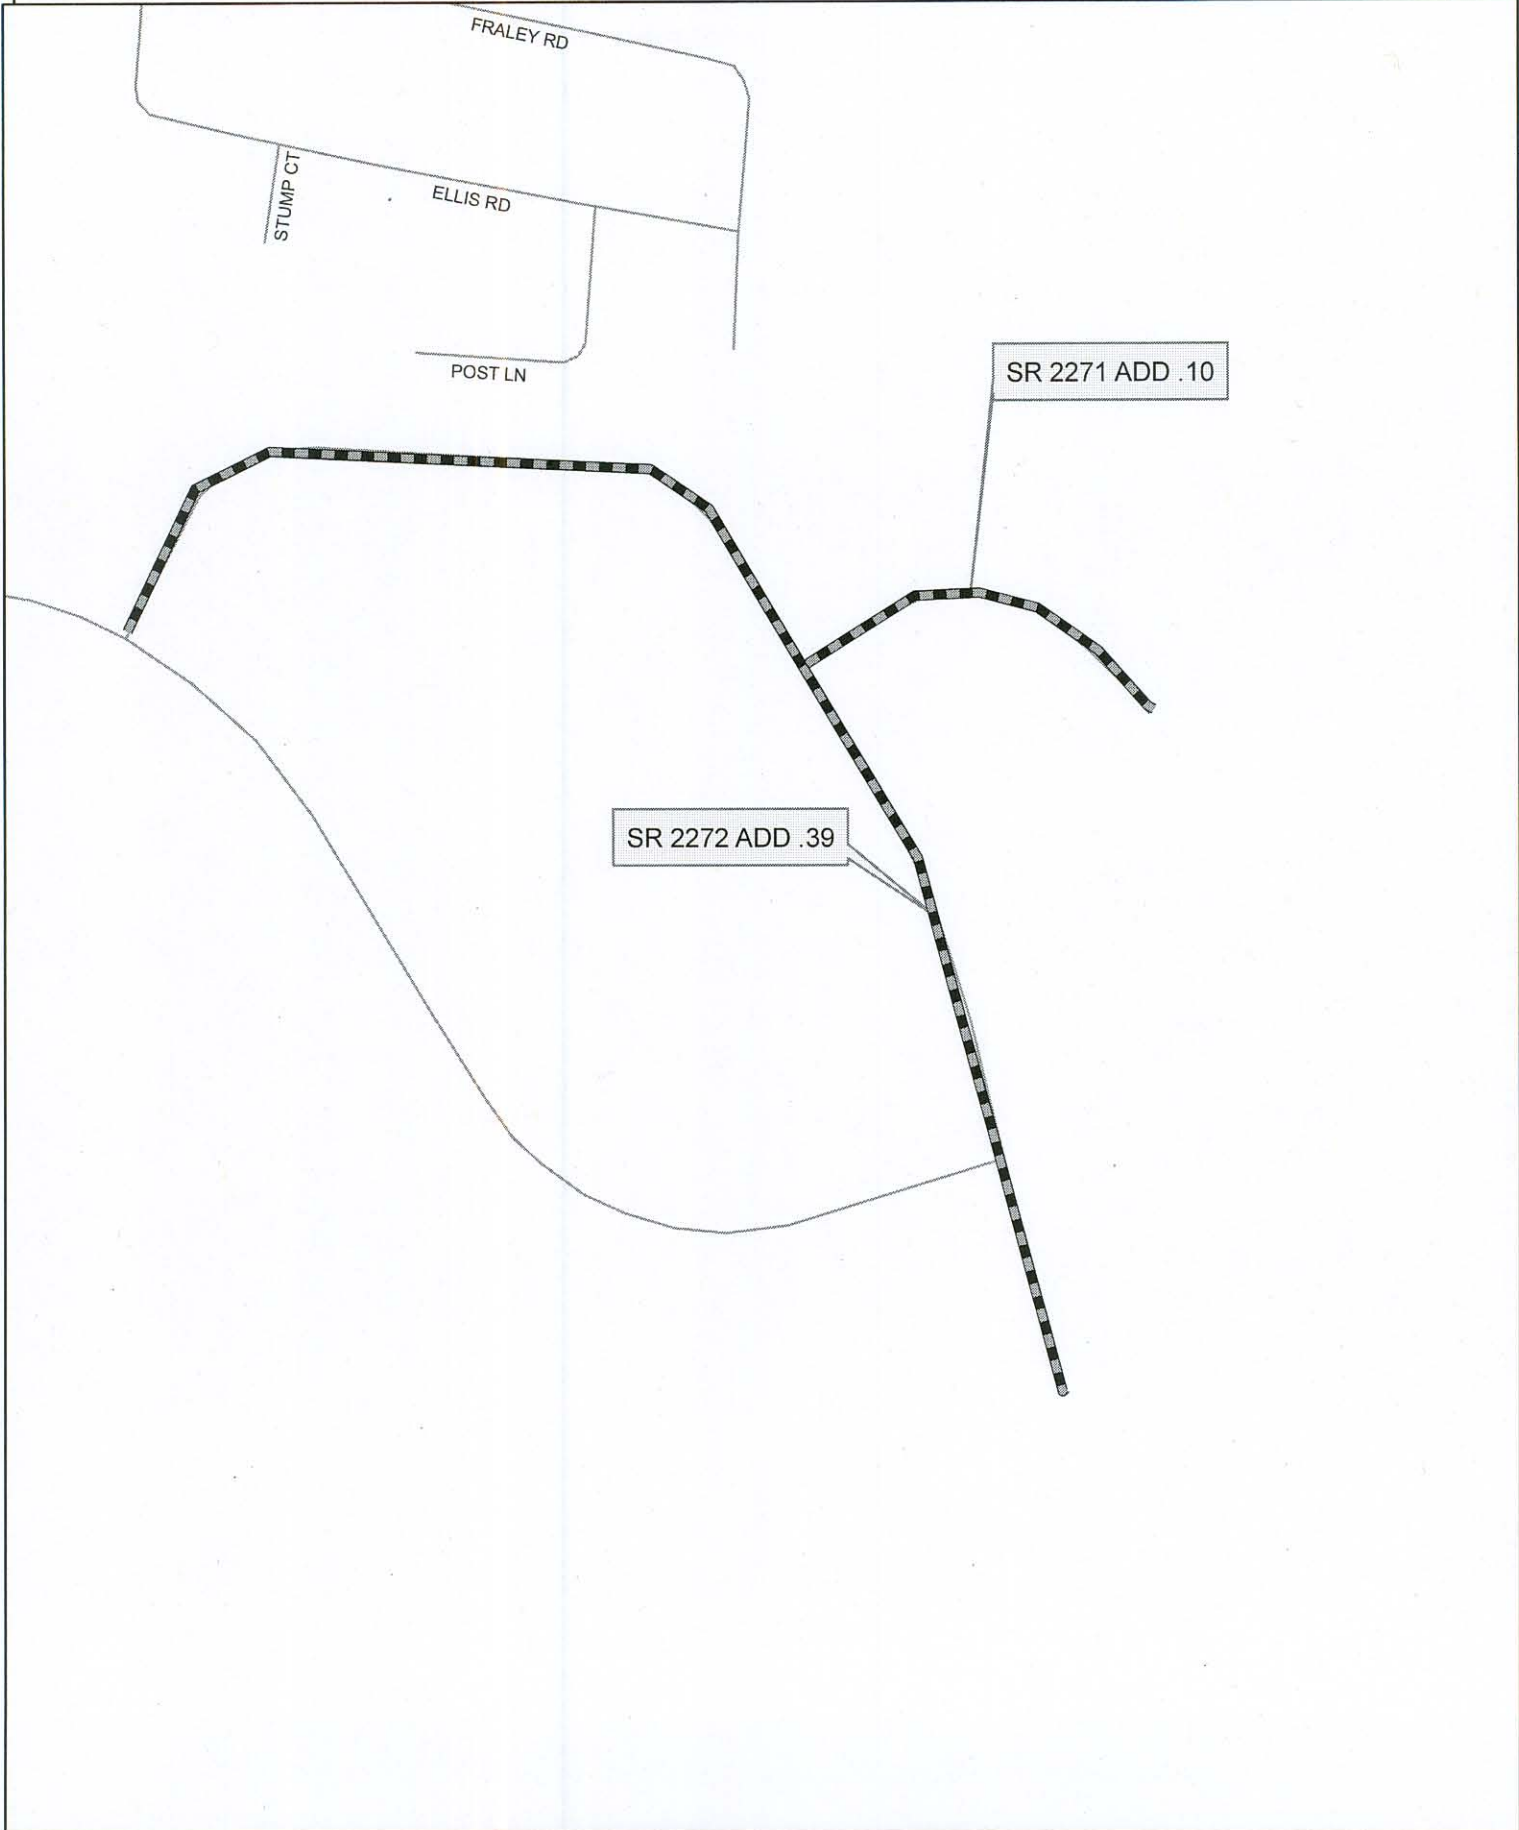 FRALEY RD
STUMP CT
ELLIS RD
POST LN
SR 2271 ADD .10
SR 2272 ADD .39